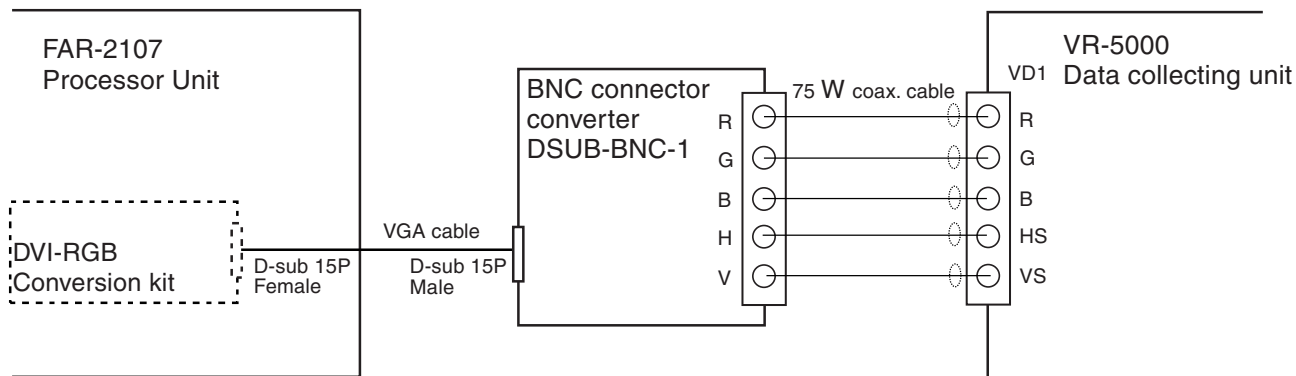 FAR-2107
Processor Unit
DVI-RGB
Conversion kit
D-sub 15P
Female
VGA cable
D-sub 15P
Male
BNC connector
converter
DSUB-BNC-1
R
G
B
H
V
75 W coax. cable
VR-5000
Data collecting unit
VD1
R
G
B
HS
VS